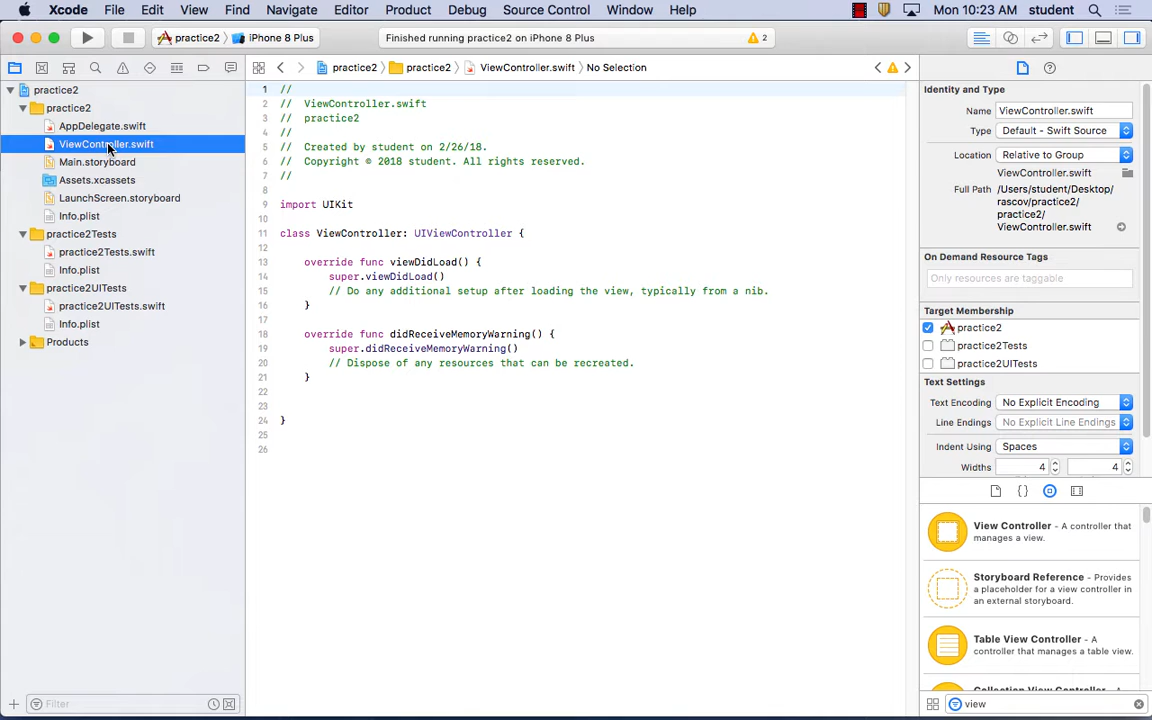 Xcode File Edit View Find Navigate Editor Product Debug Source Control Window Help Mon 10:23 AM student
practice2 iPhone 8 Plus Finished running practice2 on iPhone 8 Plus 2
practice2 practice2 ViewController.swift No Selection
practice2
practice2
AppDelegate.swift
ViewController.swift
Main.storyboard
Assets.xcassets
LaunchScreen.storyboard
Info.plist
practice2Tests
practice2Tests.swift
Info.plist
practice2UITests
practice2UITests.swift
Info.plist
Products
Filter
1 //
2 // ViewController.swift
3 // practice2
4 //
5 // Created by student on 2/26/18.
6 // Copyright © 2018 student. All rights reserved.
7 //
8
9 import UIKit
10
11 class ViewController: UIViewController {
12
13 override func viewDidLoad() {
14 super.viewDidLoad()
15 // Do any additional setup after loading the view, typically from a nib.
16 }
17
18 override func didReceiveMemoryWarning() {
19 super.didReceiveMemoryWarning()
20 // Dispose of any resources that can be recreated.
21 }
22
23
24 }
25
26
Identity and Type
Name ViewController.swift
Type Default - Swift Source
Location Relative to Group
ViewController.swift
Full Path /Users/student/Desktop/
rascov/practice2/
practice2/
ViewController.swift
On Demand Resource Tags
Only resources are taggable
Target Membership
practice2
practice2Tests
practice2UITests
Text Settings
Text Encoding No Explicit Encoding
Line Endings No Explicit Line Endings
Indent Using Spaces
Widths 4 4
{}
View Controller - A controller that
manages a view.
Storyboard Reference - Provides
a placeholder for a view controller in
an external storyboard.
Table View Controller - A
controller that manages a table view.
Collection View Controller - A
view